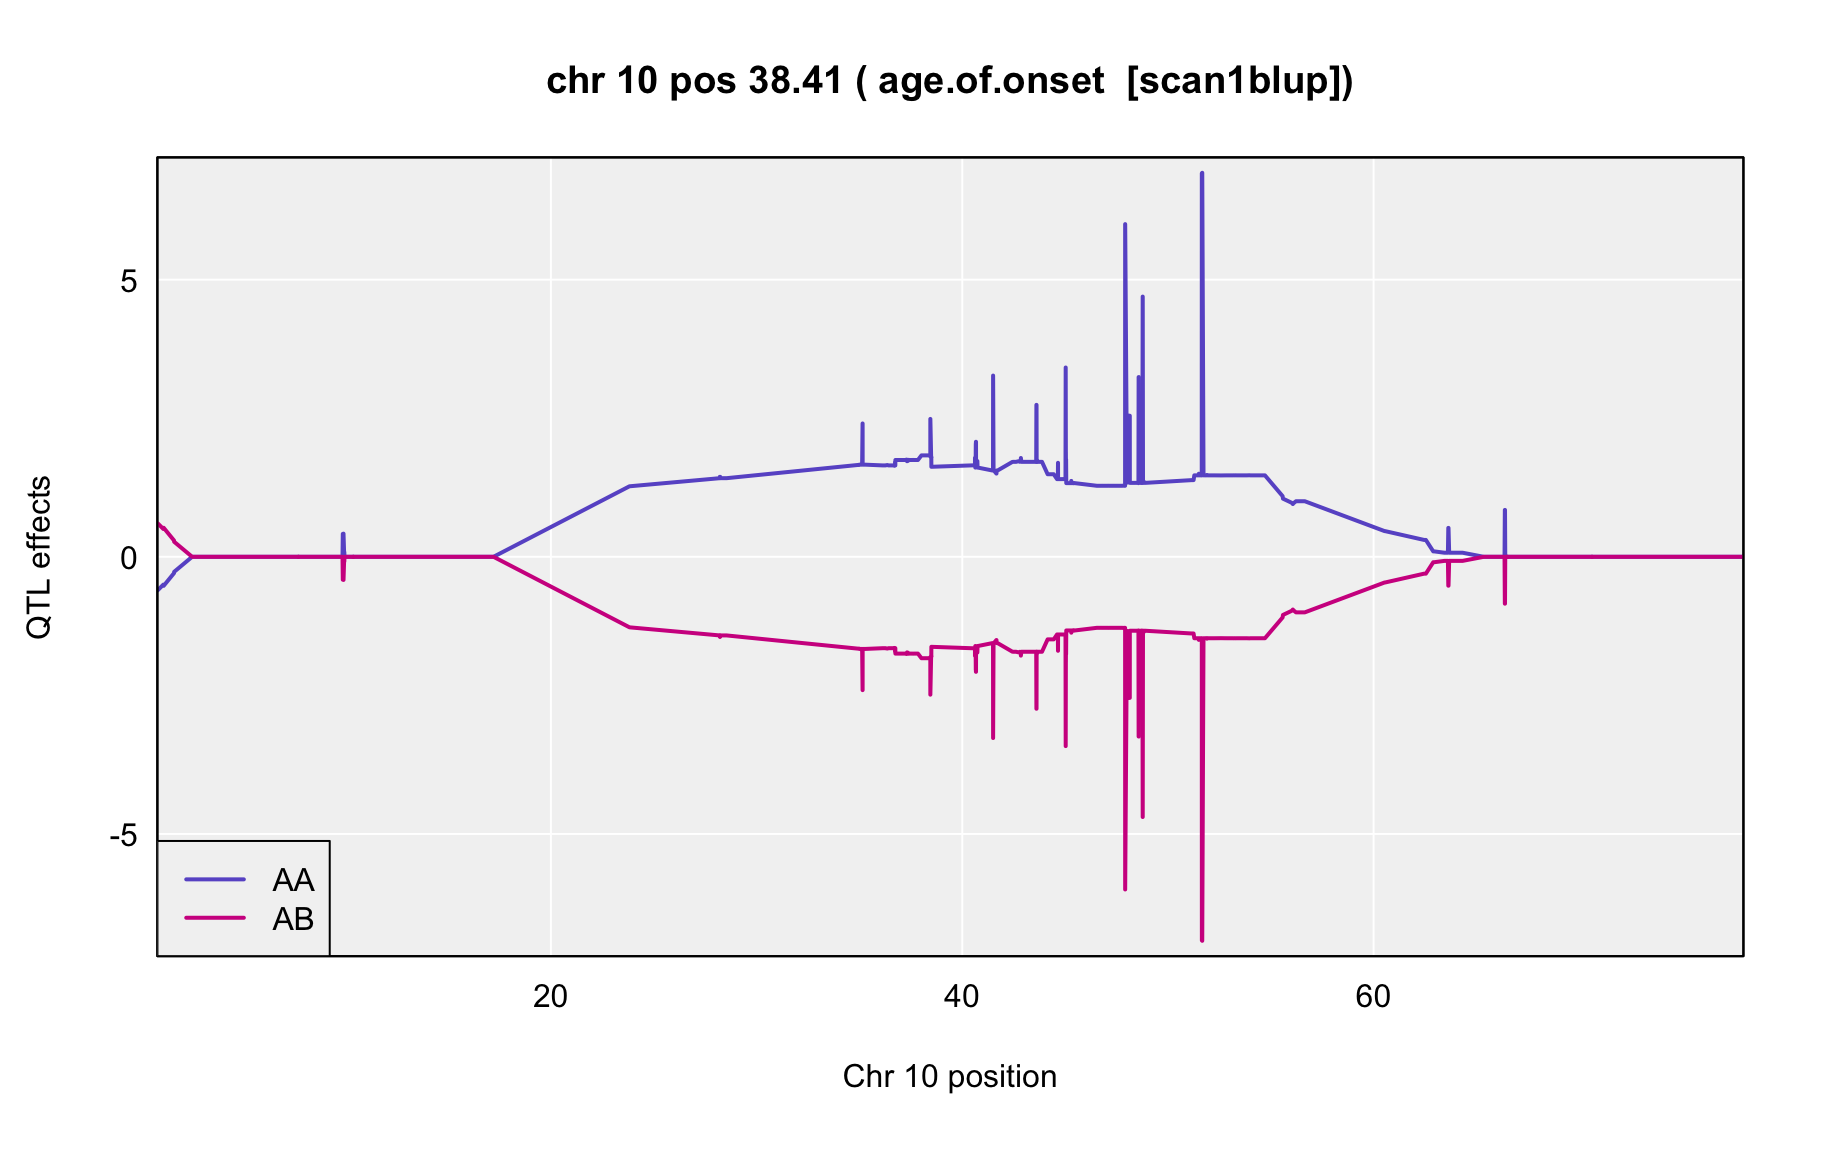 chr 10 pos 38.41 ( age.of.onset  [scan1blup])
QTL effects
5
0
-5
AA
AB
20 40 60
Chr 10 position